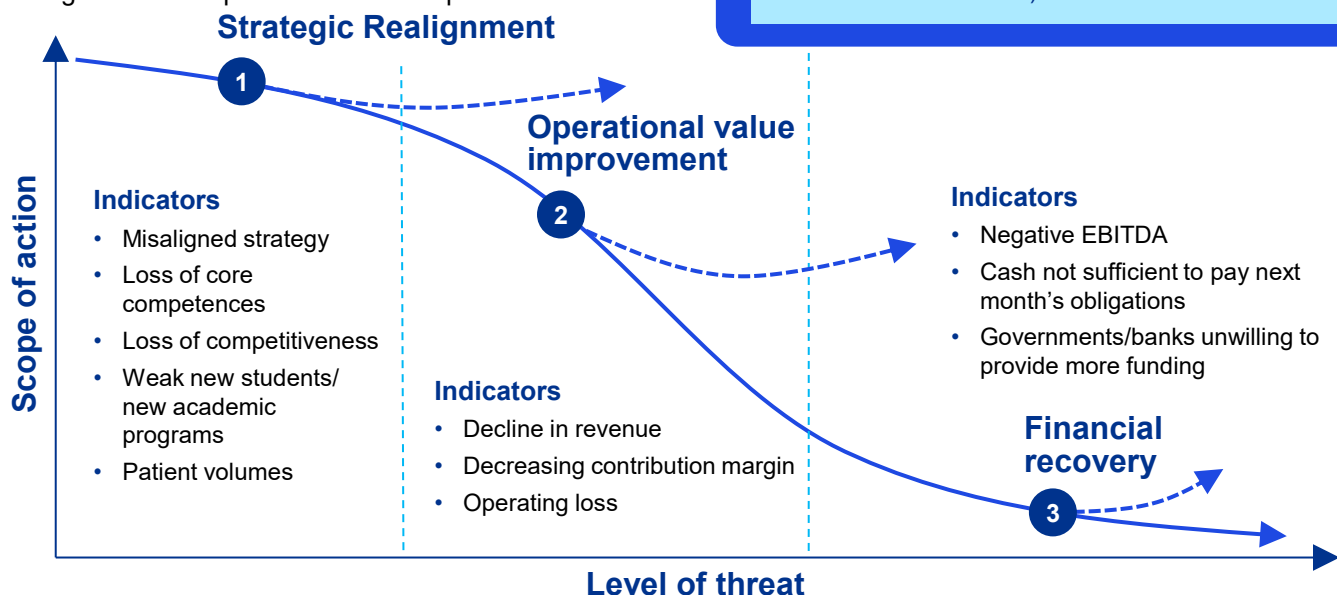 Strategic Realignment
1
Operational value
improvement
2
Scope of action
Indicators
• Misaligned strategy
• Loss of core
competences
• Loss of competitiveness
• Weak new students/
new academic
programs
• Patient volumes
Indicators
• Decline in revenue
• Decreasing contribution margin
• Operating loss
Indicators
• Negative EBITDA
• Cash not sufficient to pay next
month’s obligations
• Governments/banks unwilling to
provide more funding
Financial
recovery
3
Level of threat